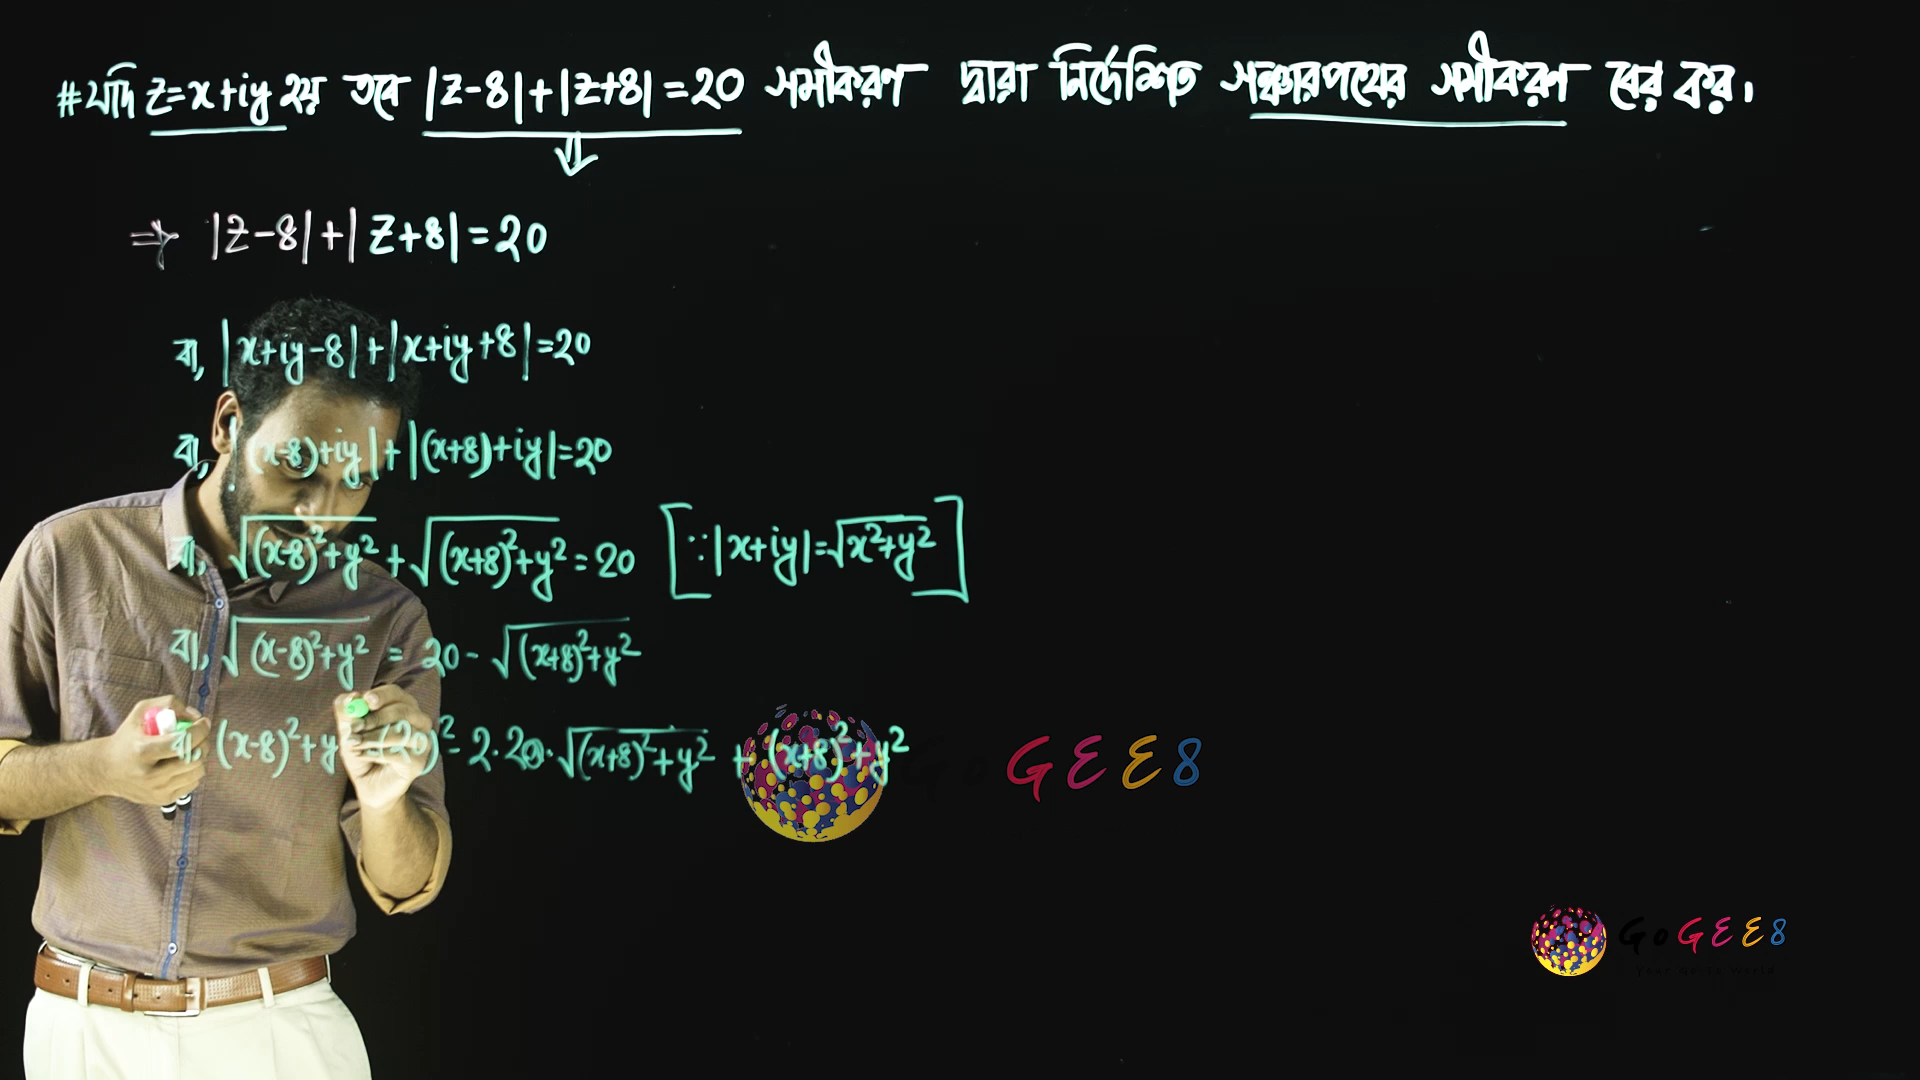 # যদি z=x+iy হয় তবে |z-8|+|z+8|=20 সমীকরণ দ্বারা নির্দেশিত সঞ্চারপথের সমীকরণ বের কর।
⇒ |z-8|+|z+8|=20
বা, |x+iy-8|+|x+iy+8|=20
বা, |(x-8)+iy|+|(x+8)+iy|=20
বা, √((x-8)²+y²) + √((x+8)²+y²) = 20 [∵|x+iy|=√(x²+y²)]
বা, √((x-8)²+y²) = 20 - √((x+8)²+y²)
বা, (x-8)²+y² = (20)² - 2·20·√((x+8)²+y²) + (x+8)²+y²
GoGEE8
GoGEE8